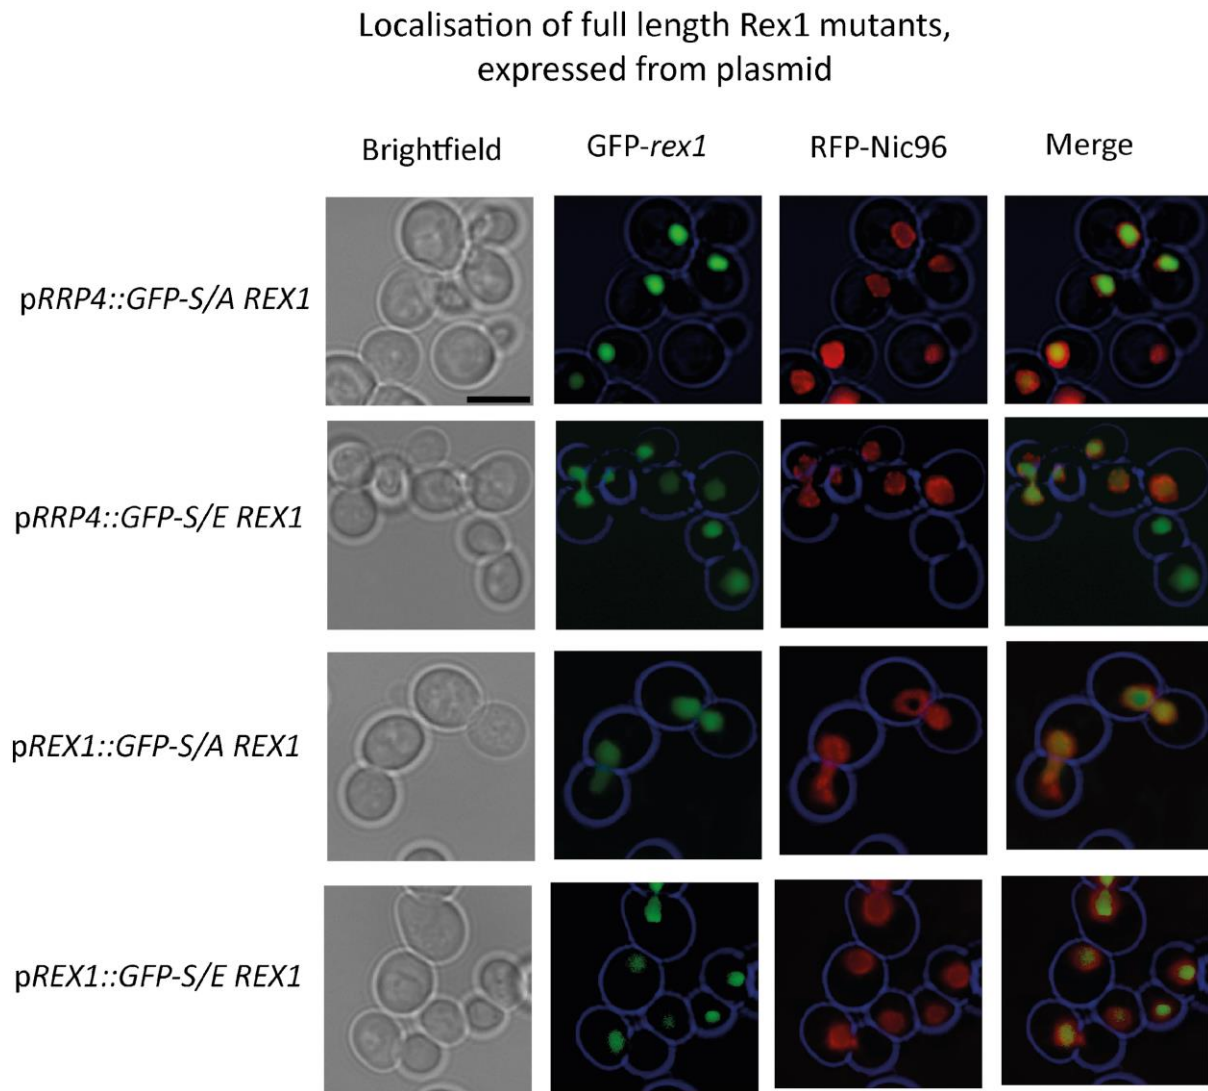 Localisation of full length Rex1 mutants,
expressed from plasmid
Brightfield GFP-rex1 RFP-Nic96 Merge
pRRP4::GFP-S/A REX1
pRRP4::GFP-S/E REX1
pREX1::GFP-S/A REX1
pREX1::GFP-S/E REX1